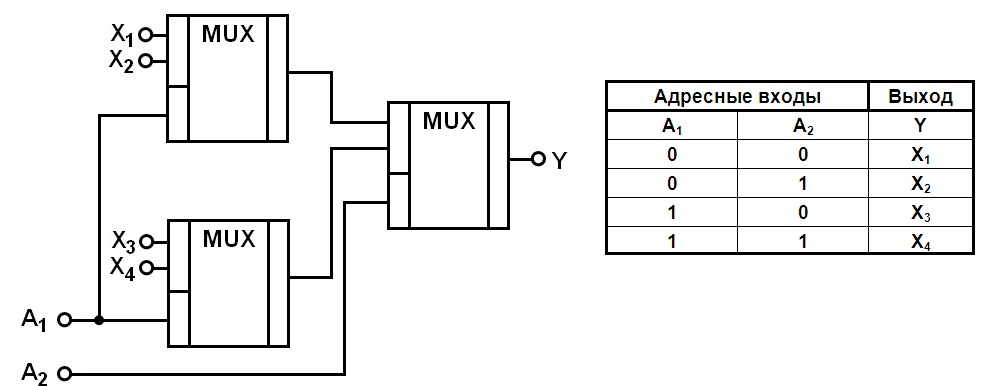 X1
X2
MUX
MUX
Y
X3
X4
MUX
A1
A2
Адресные входы Выход
A1 A2 Y
0 0 X1
0 1 X2
1 0 X3
1 1 X4